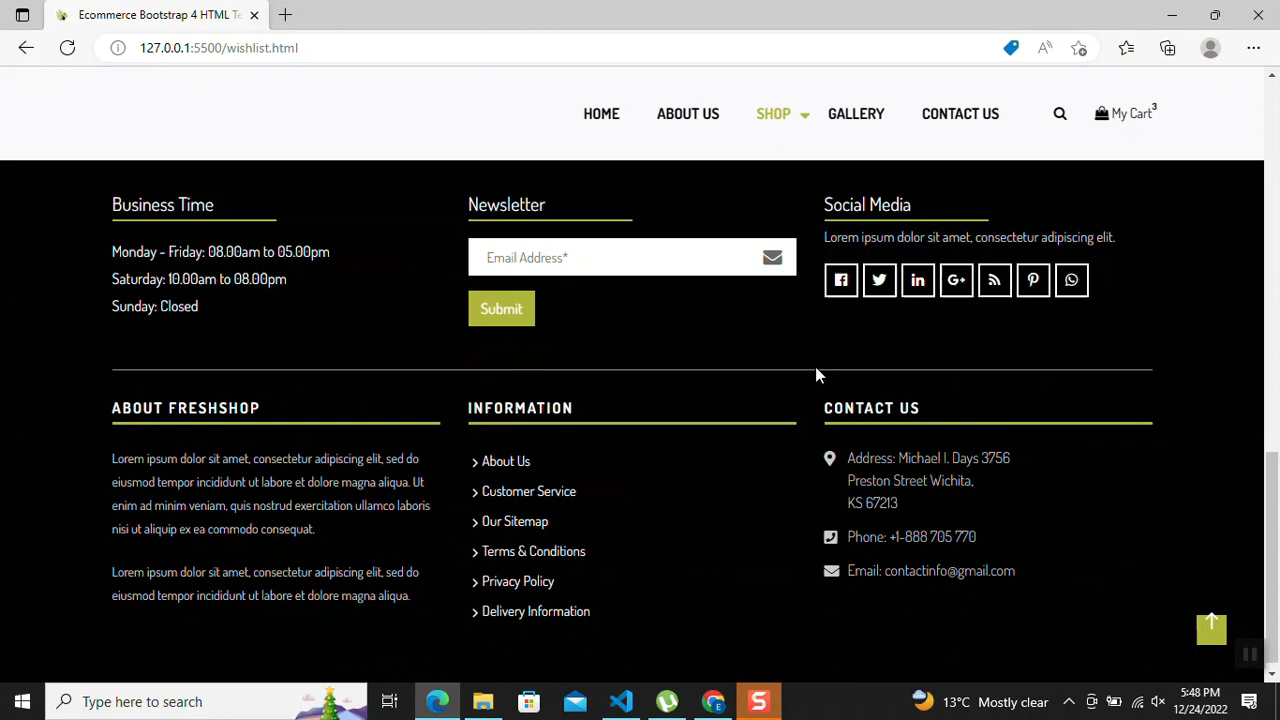 Ecommerce Bootstrap 4 HTML Te
127.0.0.1:5500/wishlist.html
HOME ABOUT US SHOP GALLERY CONTACT US My Cart 3
Business Time
Monday - Friday: 08.00am to 05.00pm
Saturday: 10.00am to 08.00pm
Sunday: Closed
Newsletter
Email Address*
Submit
Social Media
Lorem ipsum dolor sit amet, consectetur adipiscing elit.
ABOUT FRESHSHOP
Lorem ipsum dolor sit amet, consectetur adipiscing elit, sed do
eiusmod tempor incididunt ut labore et dolore magna aliqua. Ut
enim ad minim veniam, quis nostrud exercitation ullamco laboris
nisi ut aliquip ex ea commodo consequat.
Lorem ipsum dolor sit amet, consectetur adipiscing elit, sed do
eiusmod tempor incididunt ut labore et dolore magna aliqua.
INFORMATION
About Us
Customer Service
Our Sitemap
Terms & Conditions
Privacy Policy
Delivery Information
CONTACT US
Address: Michael I. Days 3756
Preston Street Wichita,
KS 67213
Phone: +1-888 705 770
Email: contactinfo@gmail.com
Type here to search
13°C Mostly clear
5:48 PM
12/24/2022